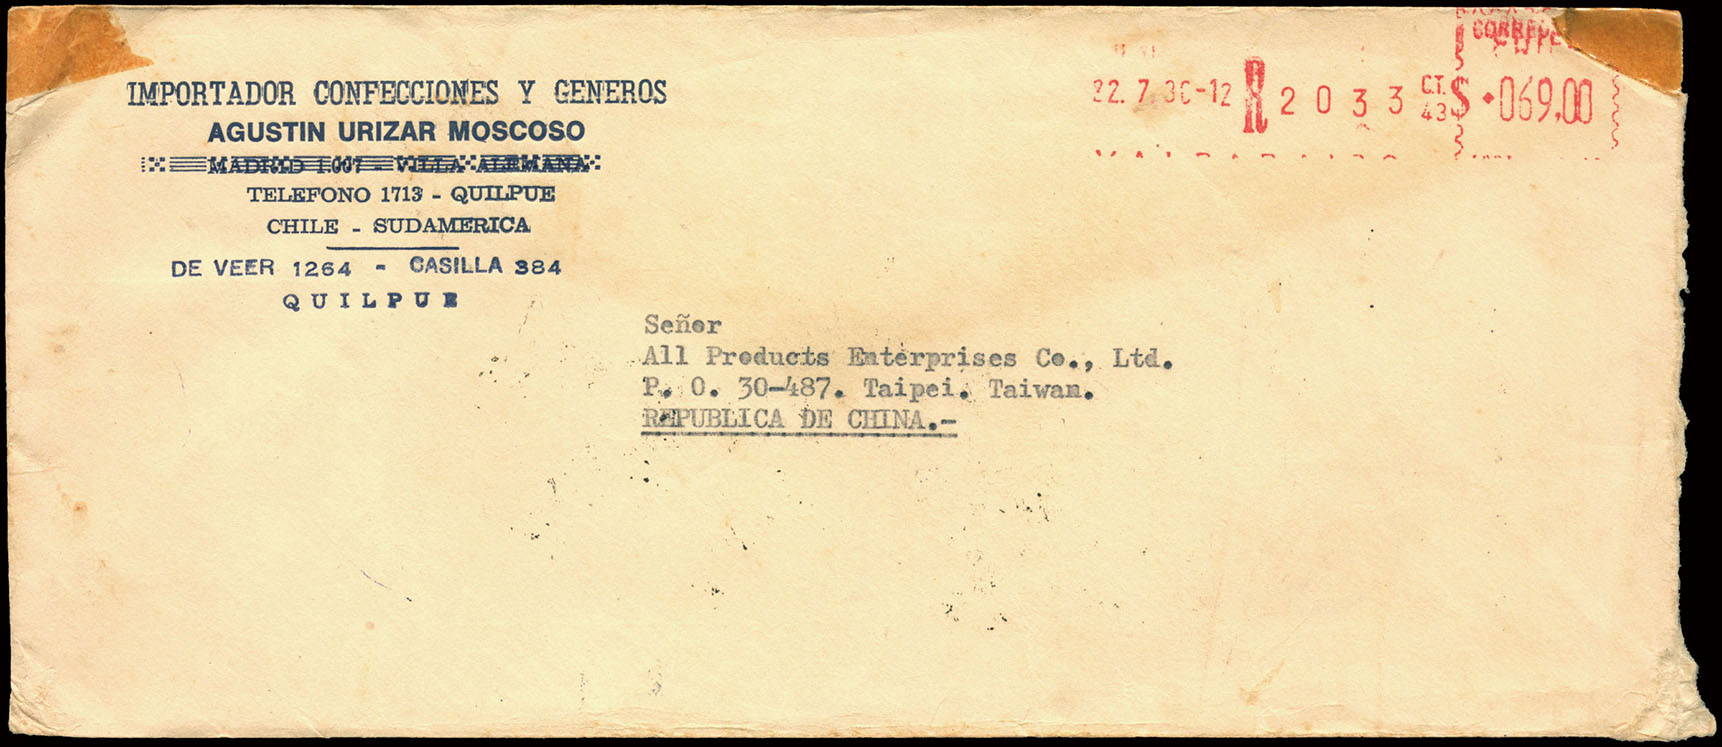 IMPORTADOR CONFECCIONES Y GENEROS
AGUSTIN URIZAR MOSCOSO
MADRID 1.007 - VILLA ALEMANA
TELEFONO 1713 - QUILPUE
CHILE - SUDAMERICA
DE VEER 1264 - CASILLA 384
QUILPUE
CORREOS
22.7. -12 R 2033 C.T. 43 $ •069,00
Señor
All Products Enterprises Co., Ltd.
P. O. 30-487. Taipei. Taiwan.
REPUBLICA DE CHINA.-